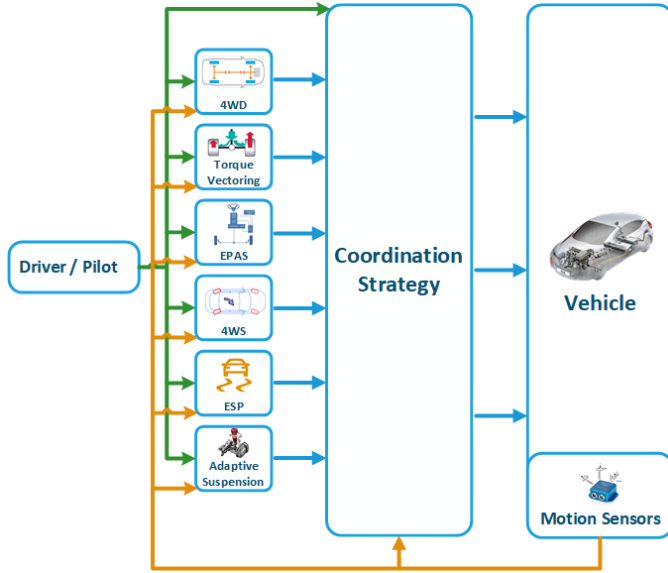 4WD
Torque
Vectoring
EPAS
Driver / Pilot
4WS
ESP
Adaptive
Suspension
Coordination
Strategy
Vehicle
Motion Sensors